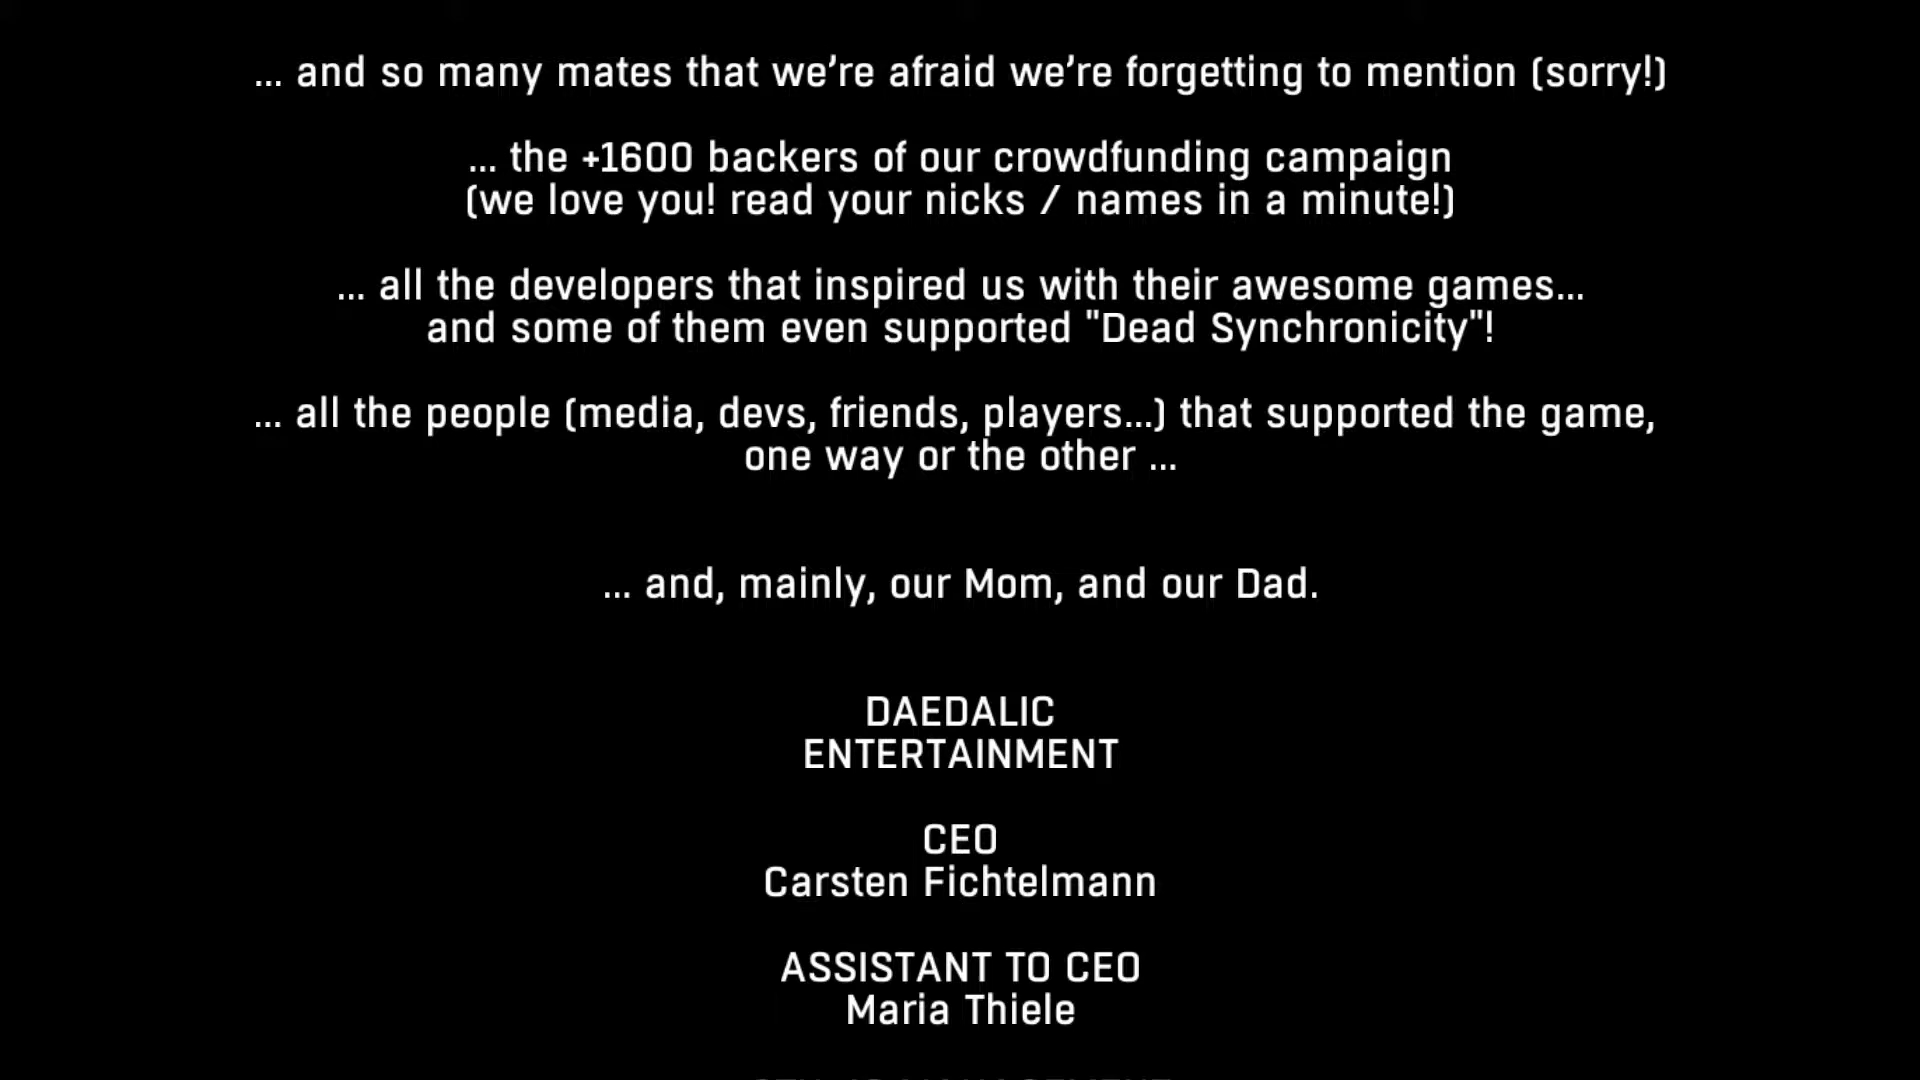 ... and so many mates that we’re afraid we’re forgetting to mention (sorry!)
... the +1600 backers of our crowdfunding campaign
(we love you! read your nicks / names in a minute!)
... all the developers that inspired us with their awesome games...
and some of them even supported "Dead Synchronicity"!
... all the people (media, devs, friends, players...) that supported the game,
one way or the other ...
... and, mainly, our Mom, and our Dad.
DAEDALIC
ENTERTAINMENT
CEO
Carsten Fichtelmann
ASSISTANT TO CEO
Maria Thiele